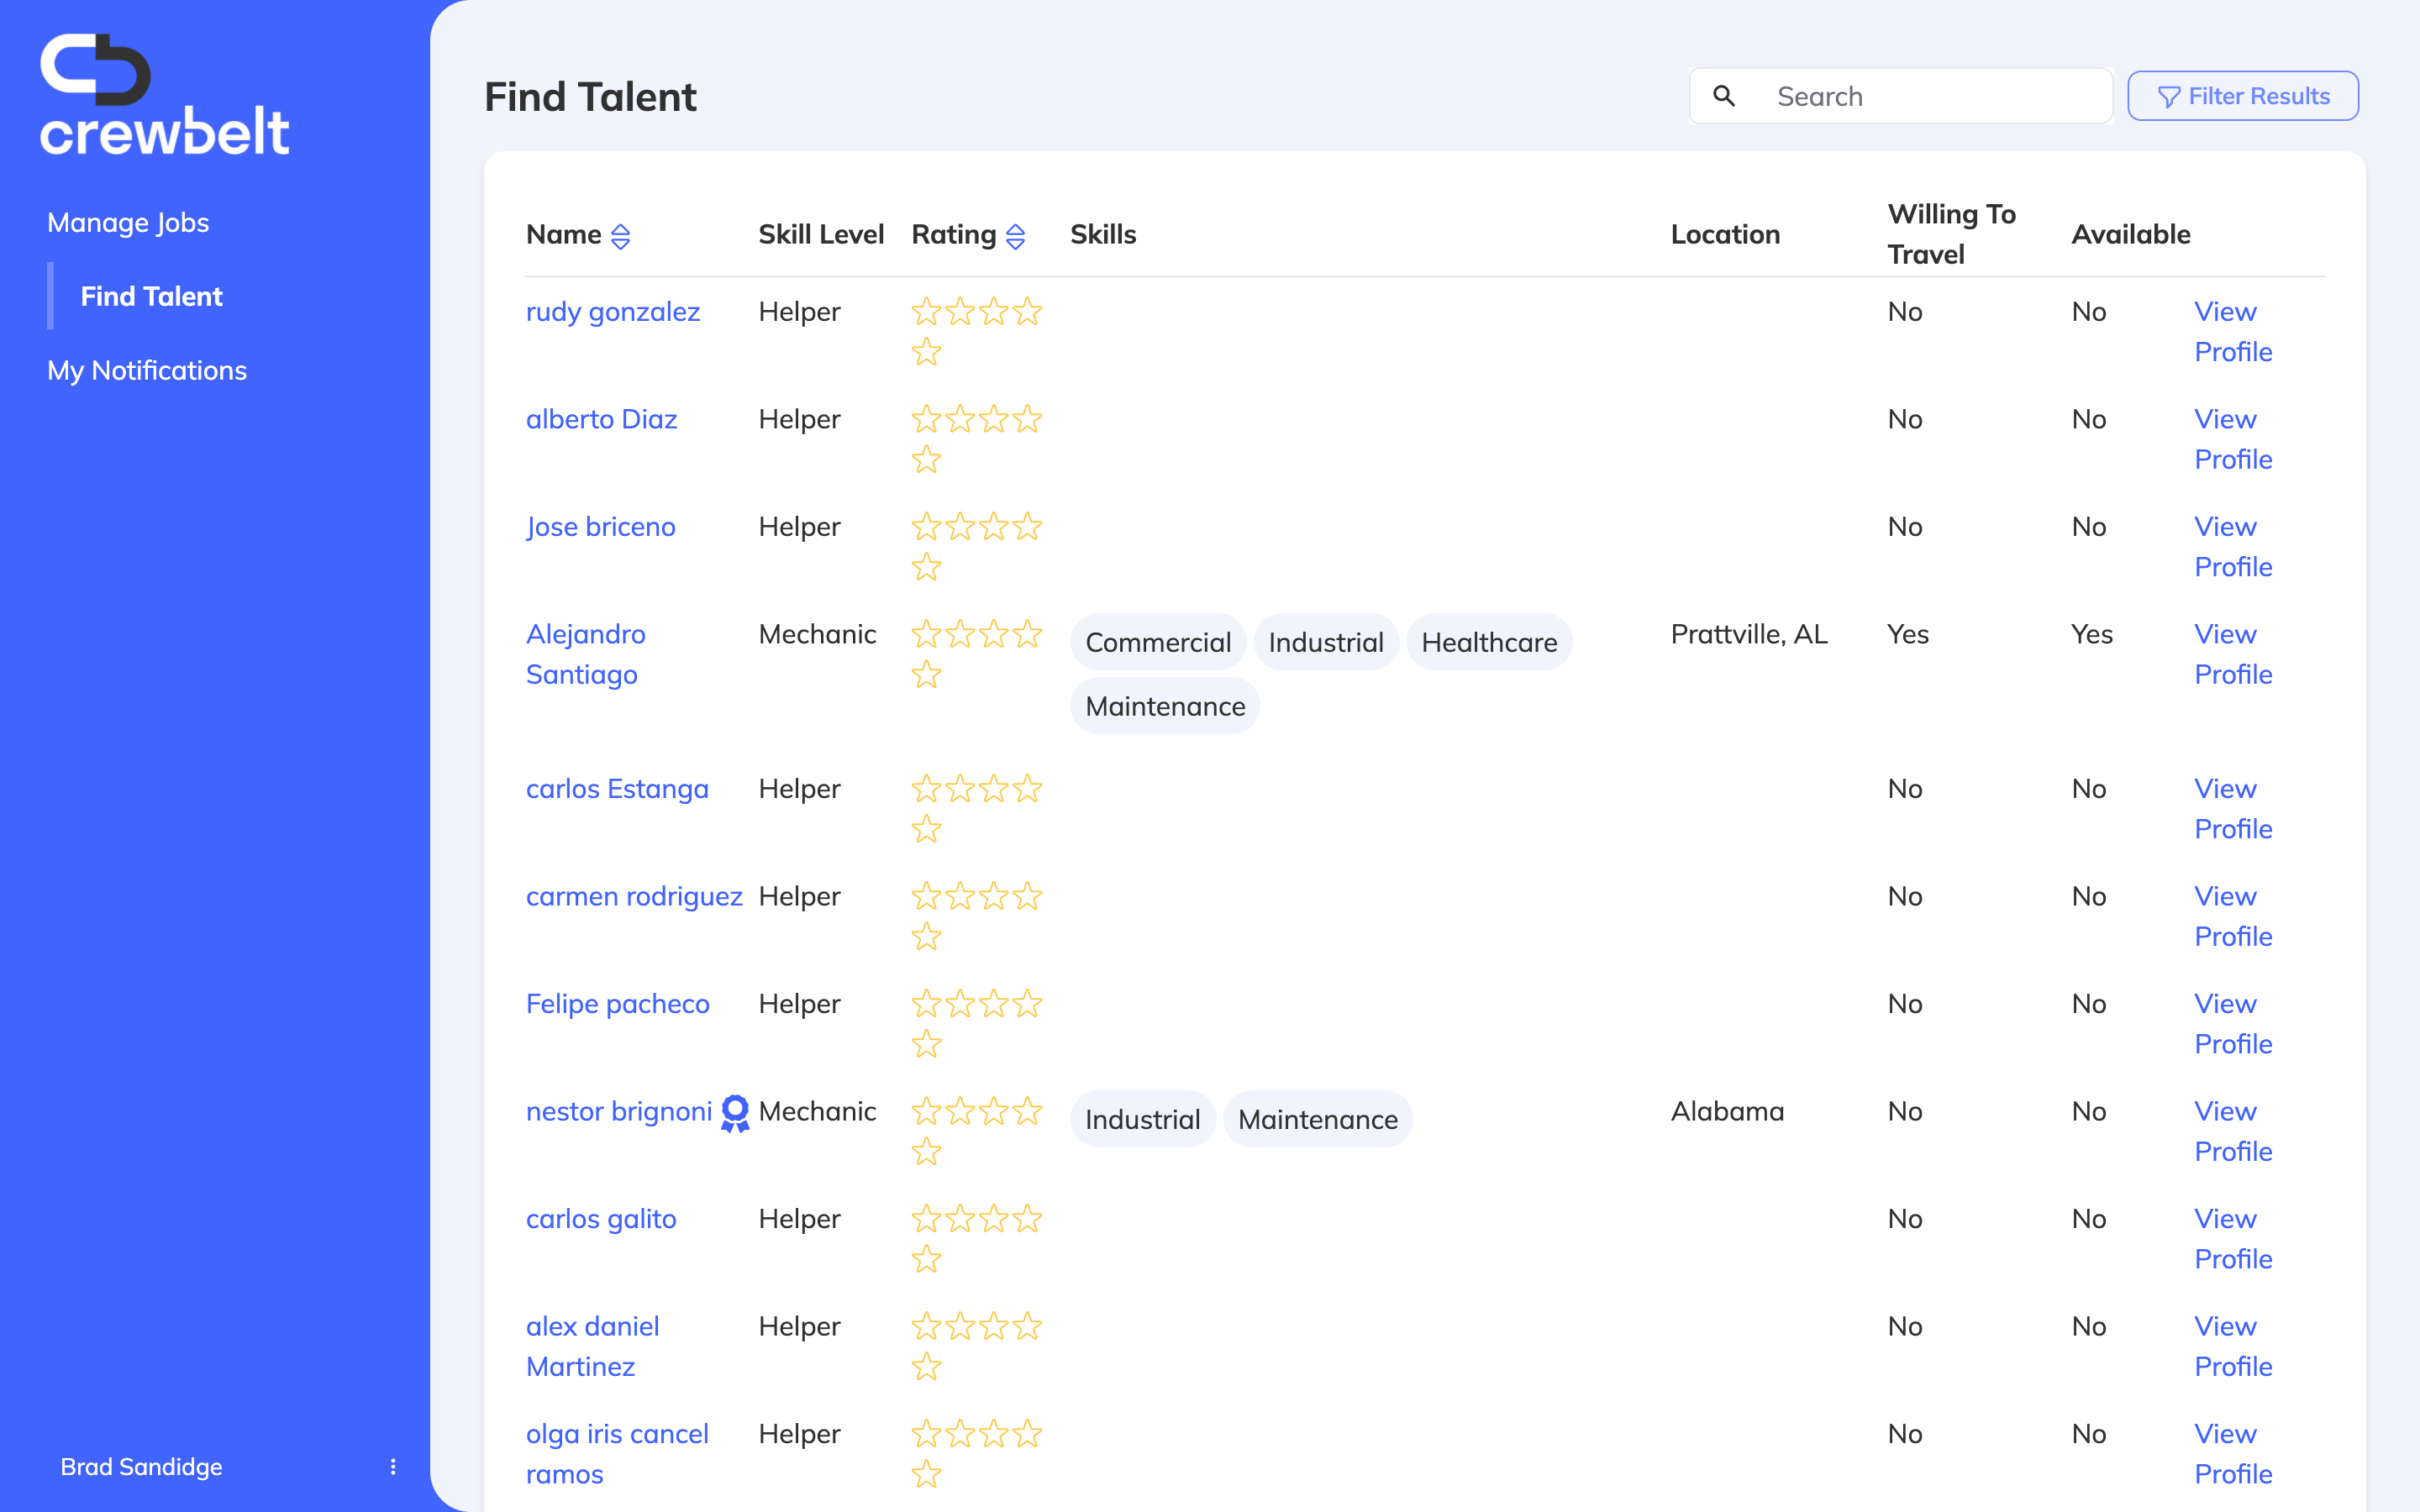 crewbelt
Manage Jobs
Find Talent
My Notifications
Brad Sandidge
Find Talent
Search
Filter Results
Name Skill Level Rating Skills Location Willing To Travel Available
rudy gonzalez Helper No No View Profile
alberto Diaz Helper No No View Profile
Jose briceno Helper No No View Profile
Alejandro Santiago Mechanic Commercial Industrial Healthcare Maintenance Prattville, AL Yes Yes View Profile
carlos Estanga Helper No No View Profile
carmen rodriguez Helper No No View Profile
Felipe pacheco Helper No No View Profile
nestor brignoni Mechanic Industrial Maintenance Alabama No No View Profile
carlos galito Helper No No View Profile
alex daniel Martinez Helper No No View Profile
olga iris cancel ramos Helper No No View Profile